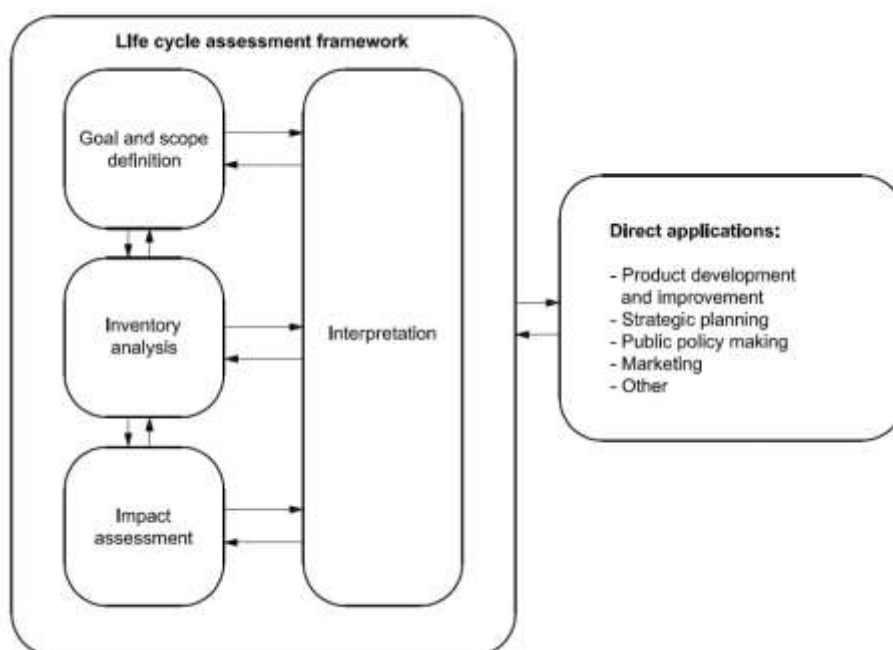 LIfe cycle assessment framework
Goal and scope
definition
Inventory
analysis
Impact
assessment
Interpretation
Direct applications:
- Product development
and improvement
- Strategic planning
- Public policy making
- Marketing
- Other